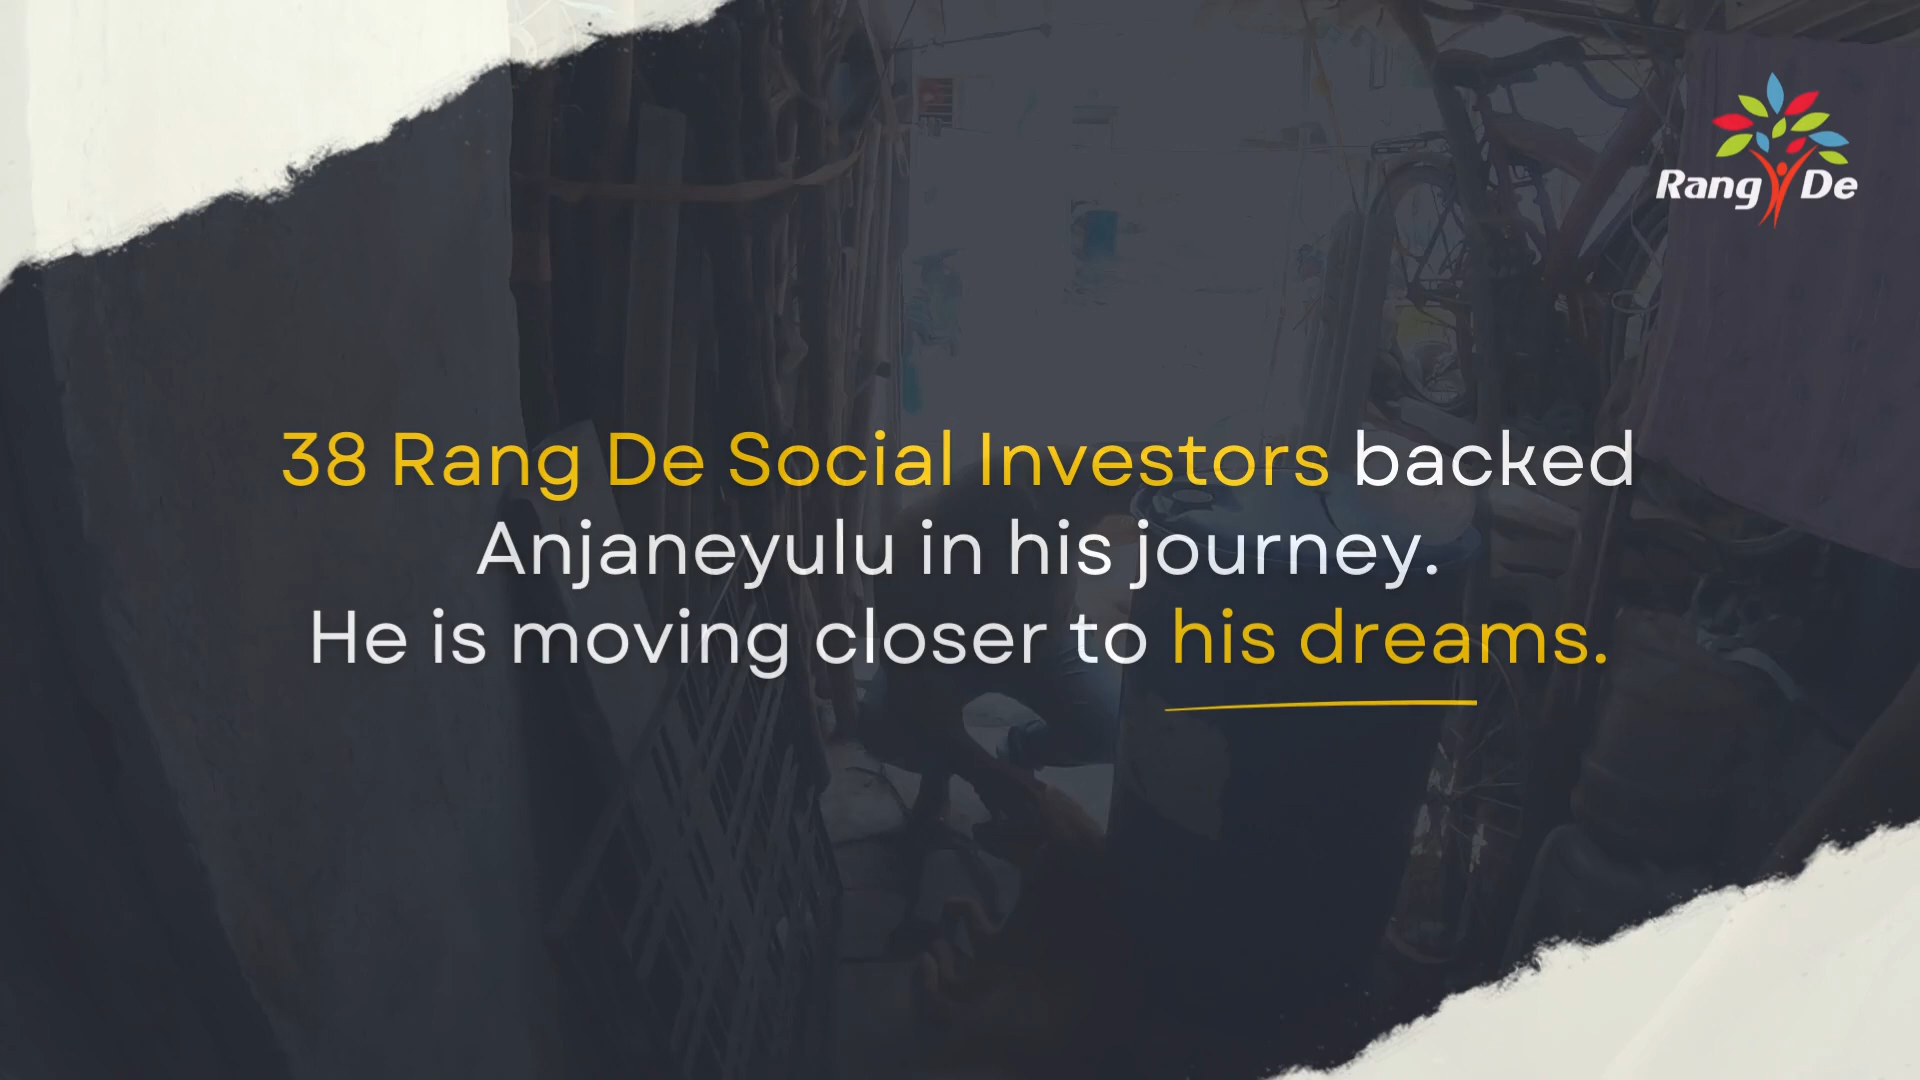 Rang De
38 Rang De Social Investors backed
Anjaneyulu in his journey.
He is moving closer to his dreams.